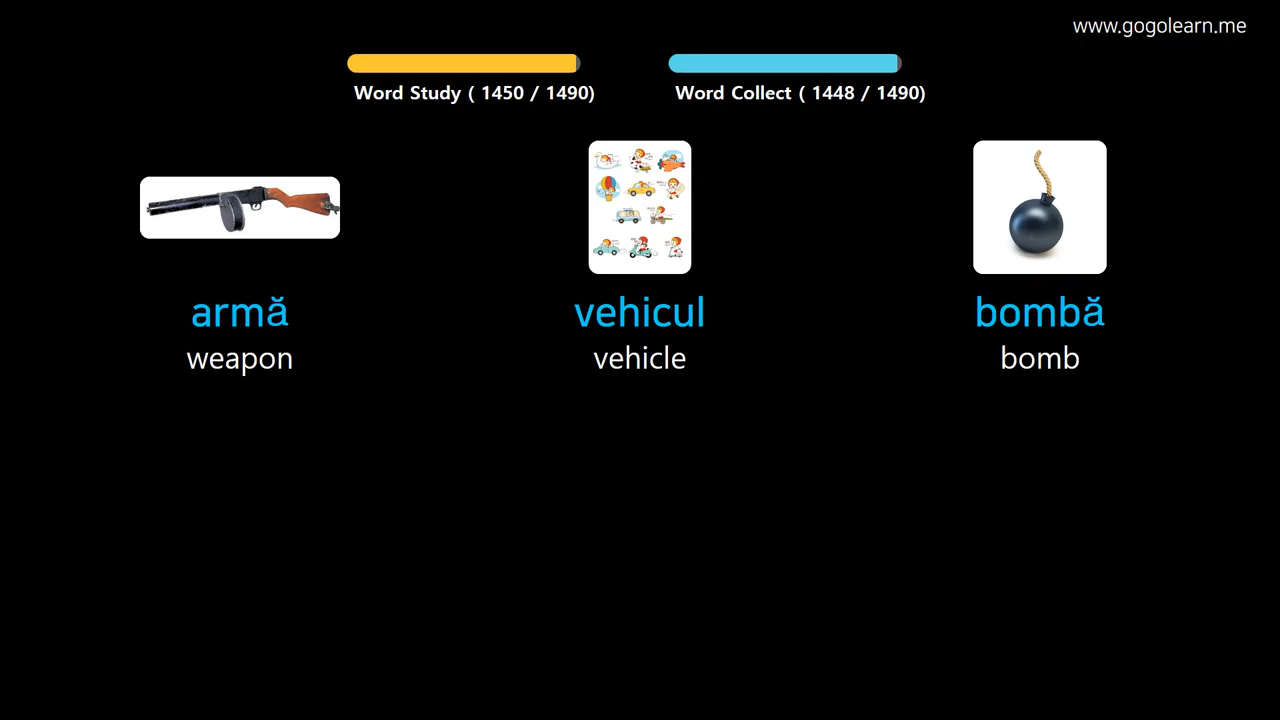 www.gogolearn.me
Word Study ( 1450 / 1490)
Word Collect ( 1448 / 1490)
armă
vehicul
bombă
weapon
vehicle
bomb